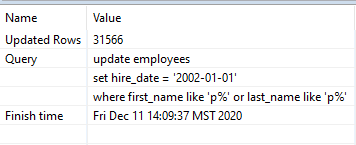 Name Value
Updated Rows 31566
Query update employees
set hire_date = '2002-01-01'
where first_name like 'p%' or last_name like 'p%'
Finish time Fri Dec 11 14:09:37 MST 2020